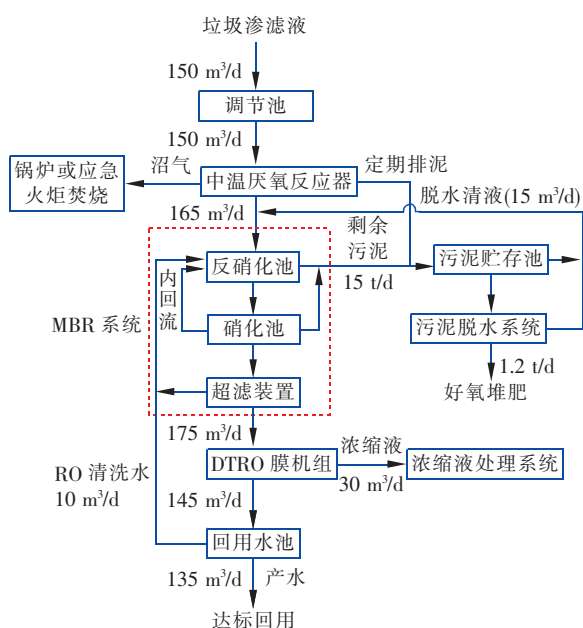 垃圾渗滤液
150 m³/d
调节池
150 m³/d
沼气
定期排泥
锅炉或应急
火炬焚烧
中温厌氧反应器
脱水清液(15 m³/d)
165 m³/d
剩余
污泥
反硝化池
15 t/d
污泥贮存池
内回流
MBR 系统
硝化池
污泥脱水系统
1.2 t/d
超滤装置
好氧堆肥
175 m³/d
浓缩液
RO 清洗水
10 m³/d
DTRO 膜机组
30 m³/d
浓缩液处理系统
145 m³/d
回用水池
135 m³/d
产水
达标回用